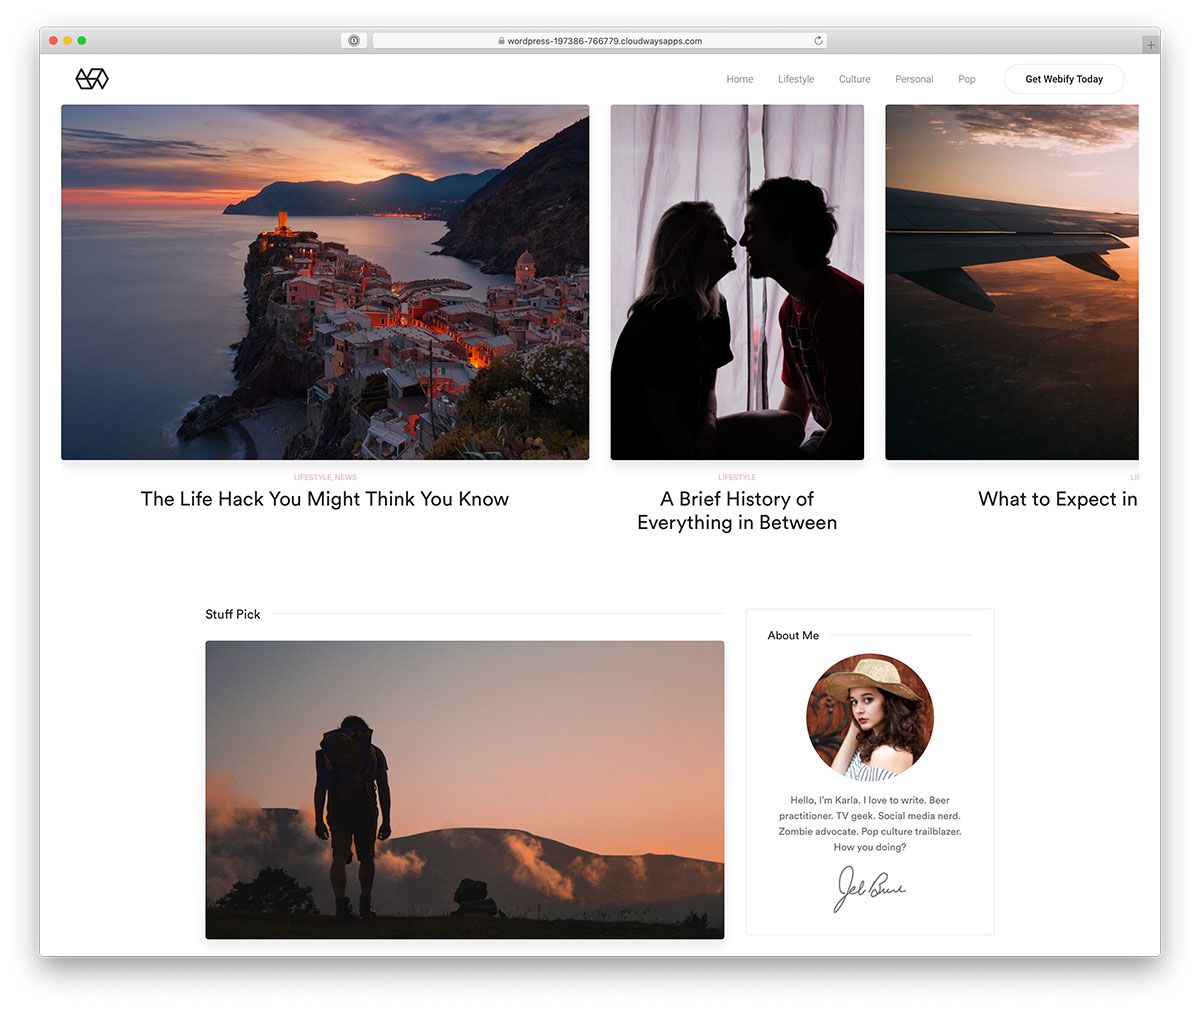 wordpress-197386-766779.cloudwaysapps.com
Home Lifestyle Culture Personal Pop Get Webify Today
LIFESTYLE, NEWS
The Life Hack You Might Think You Know
LIFESTYLE
A Brief History of
Everything in Between
LI
What to Expect in
Stuff Pick
About Me
Hello, I'm Karla. I love to write. Beer
practitioner. TV geek. Social media nerd.
Zombie advocate. Pop culture trailblazer.
How you doing?